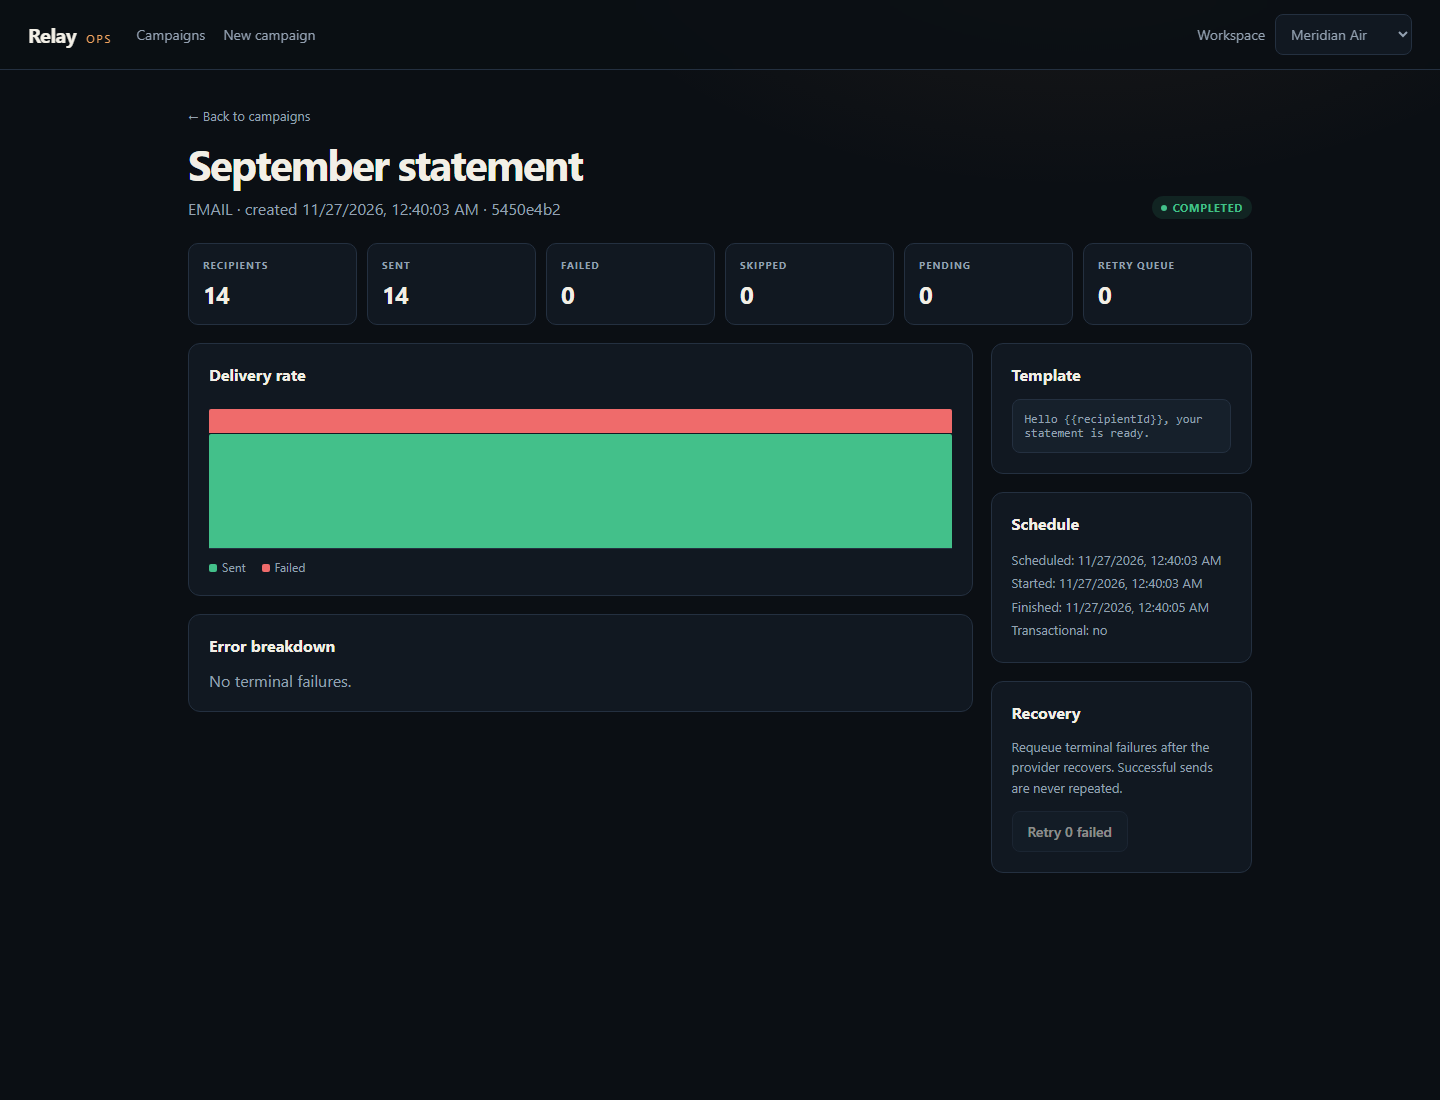 Relay OPS Campaigns New campaign Workspace Meridian Air
← Back to campaigns
September statement
EMAIL · created 11/27/2026, 12:40:03 AM · 5450e4b2
COMPLETED
RECIPIENTS SENT FAILED SKIPPED PENDING RETRY QUEUE
14 14 0 0 0 0
Delivery rate
Sent Failed
Error breakdown
No terminal failures.
Template
Hello {{recipientId}}, your
statement is ready.
Schedule
Scheduled: 11/27/2026, 12:40:03 AM
Started: 11/27/2026, 12:40:03 AM
Finished: 11/27/2026, 12:40:05 AM
Transactional: no
Recovery
Requeue terminal failures after the
provider recovers. Successful sends
are never repeated.
Retry 0 failed